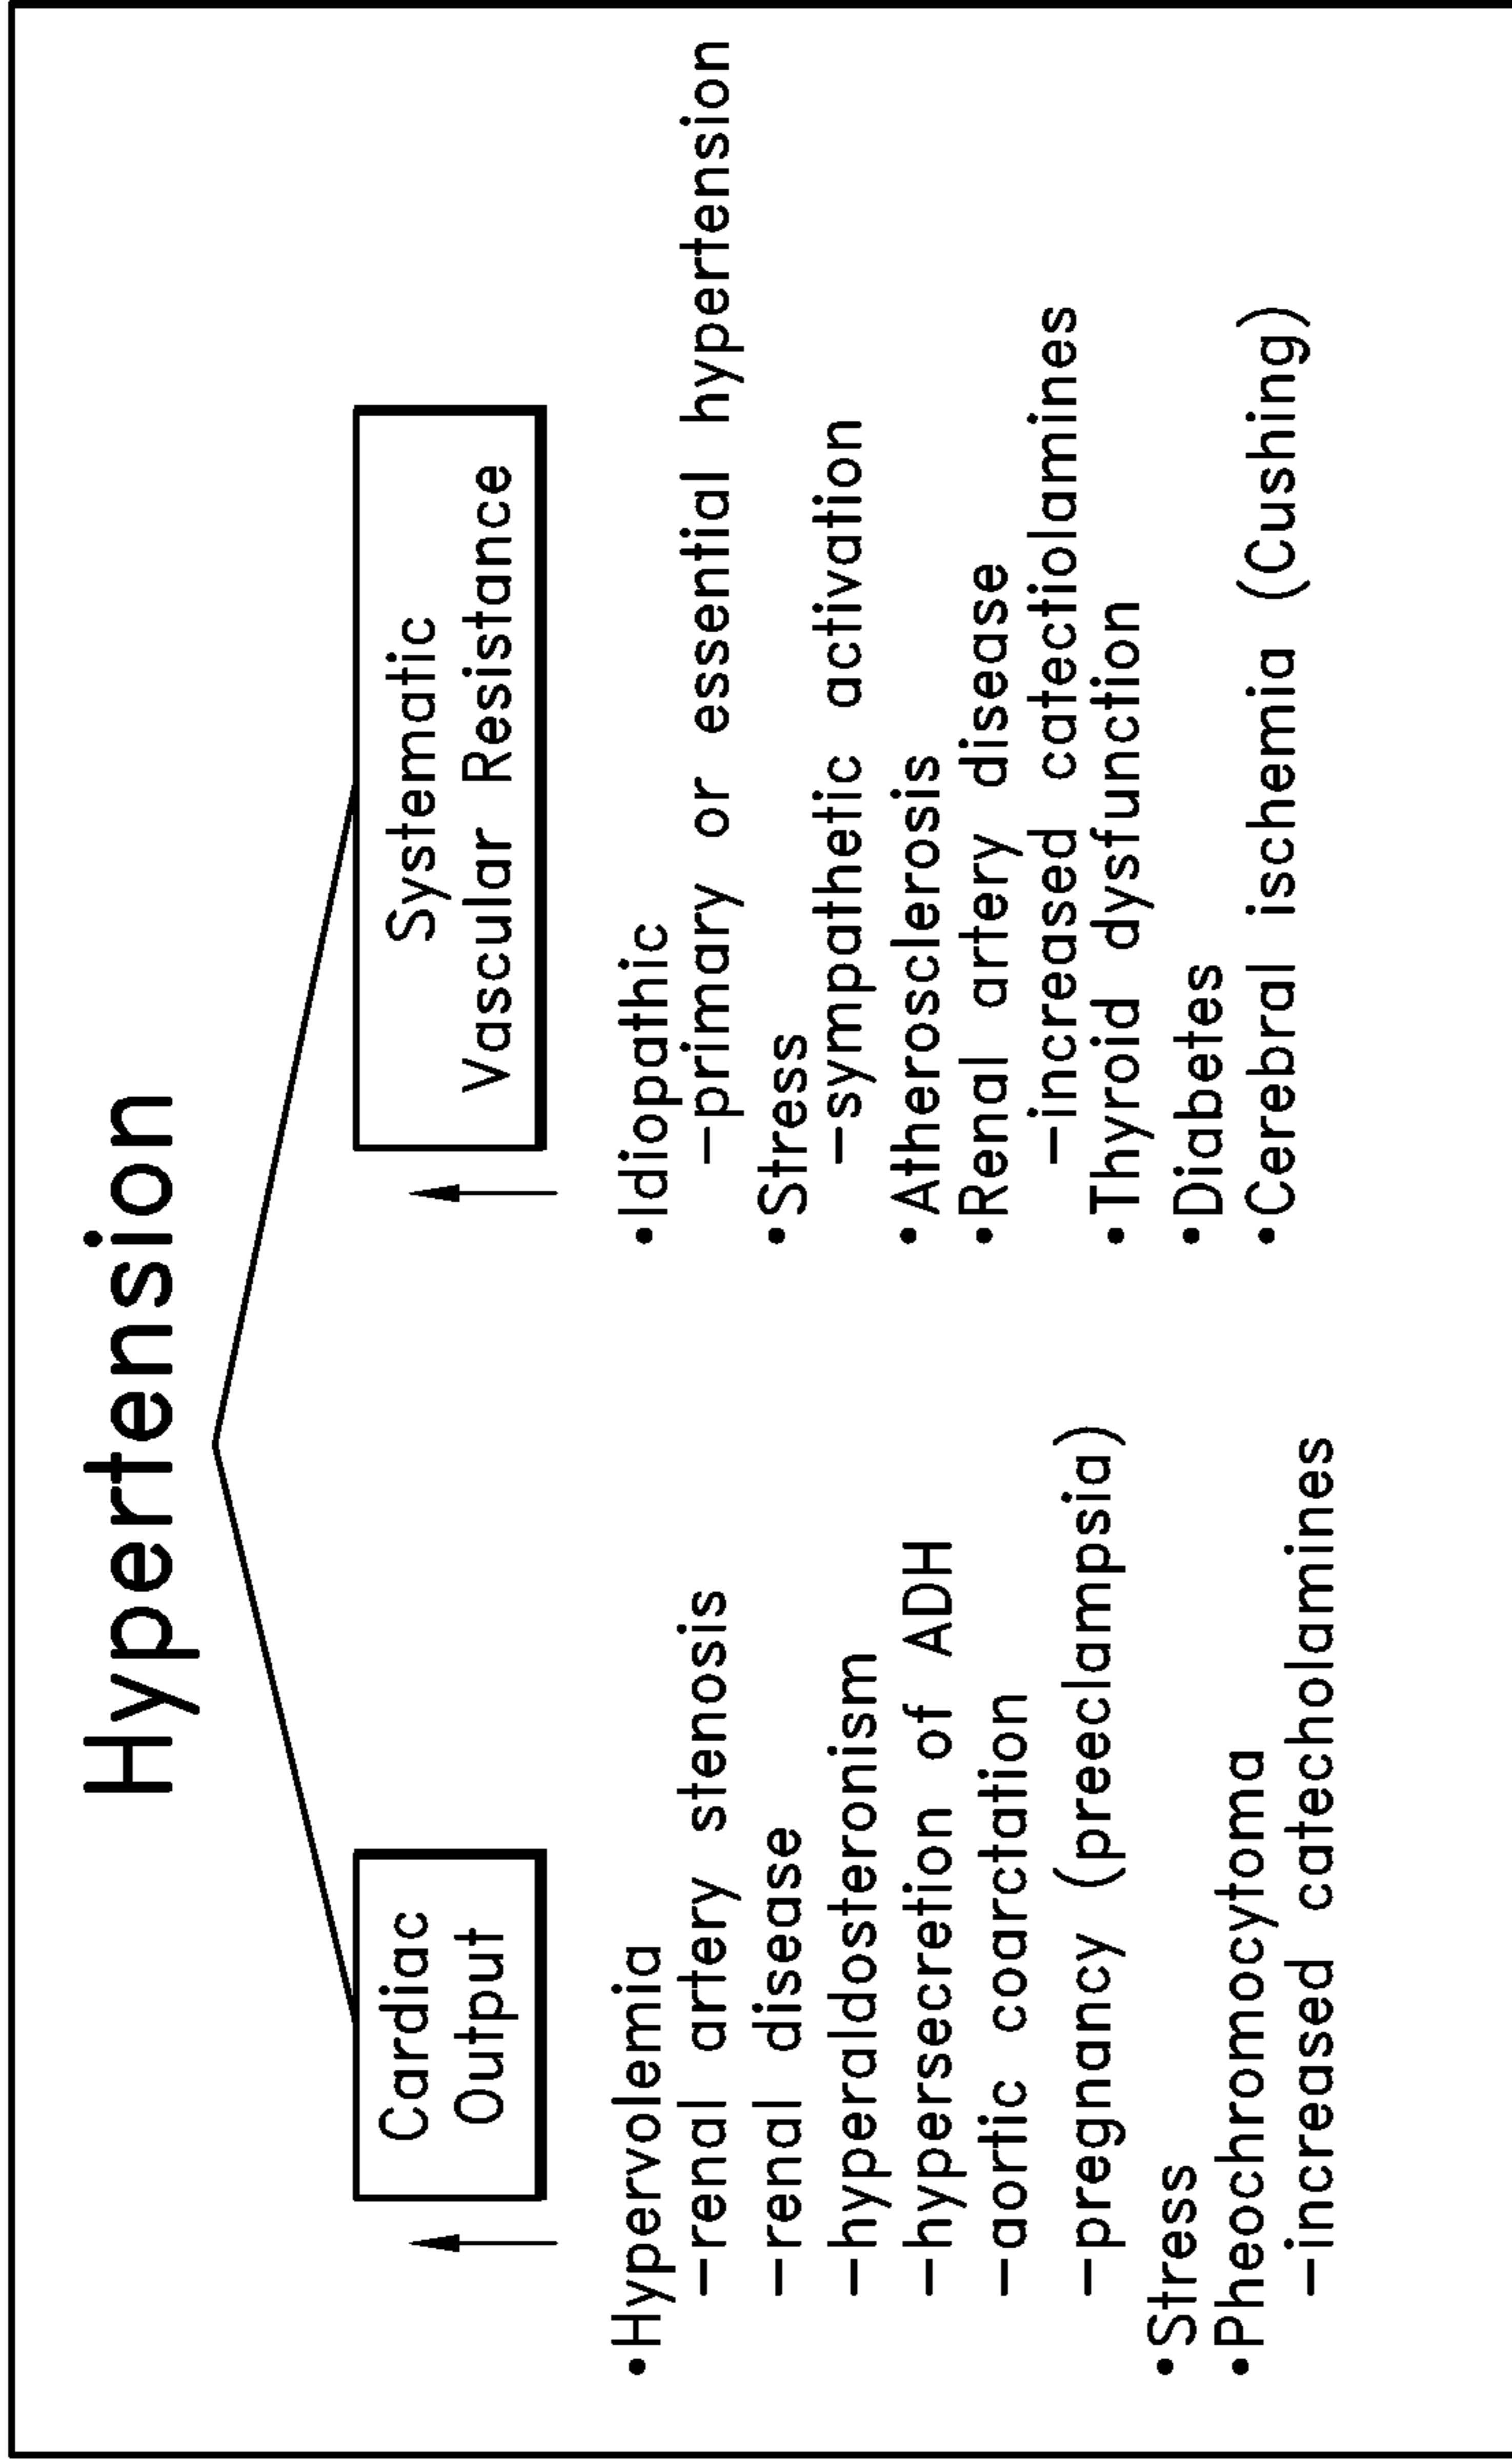 Hypertension
Cardiac
Output
•Hypervolemia
–renal artery stenosis
–renal disease
–hyperaldosteronism
–hypersecretion of ADH
–aortic coarctation
–pregnancy (preeclampsia)
•Stress
•Pheochromocytoma
–increased catecholamines
Systematic
Vascular Resistance
•Idiopathic
–primary or essential hypertension
•Stress
–sympathetic activation
•Atherosclerosis
•Renal artery disease
–increased catectiolamines
•Thyroid dysfunction
•Diabetes
•Cerebral ischemia (Cushing)